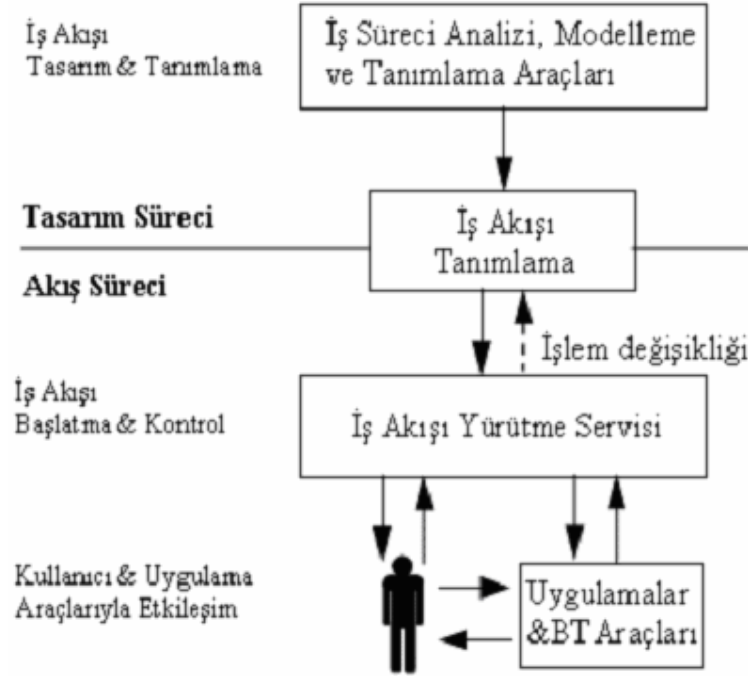 İş Akışı
Tasarım & Tanımlama
İş Süreci Analizi, Modelleme
ve Tanımlama Araçları
Tasarım Süreci
İş Akışı
Tanımlama
Akış Süreci
İşlem değişikliği
İş Akışı
Başlatma & Kontrol
İş Akışı Yürütme Servisi
Kullanıcı & Uygulama
Araçlarıyla Etkileşim
Uygulamalar
&BT Araçları